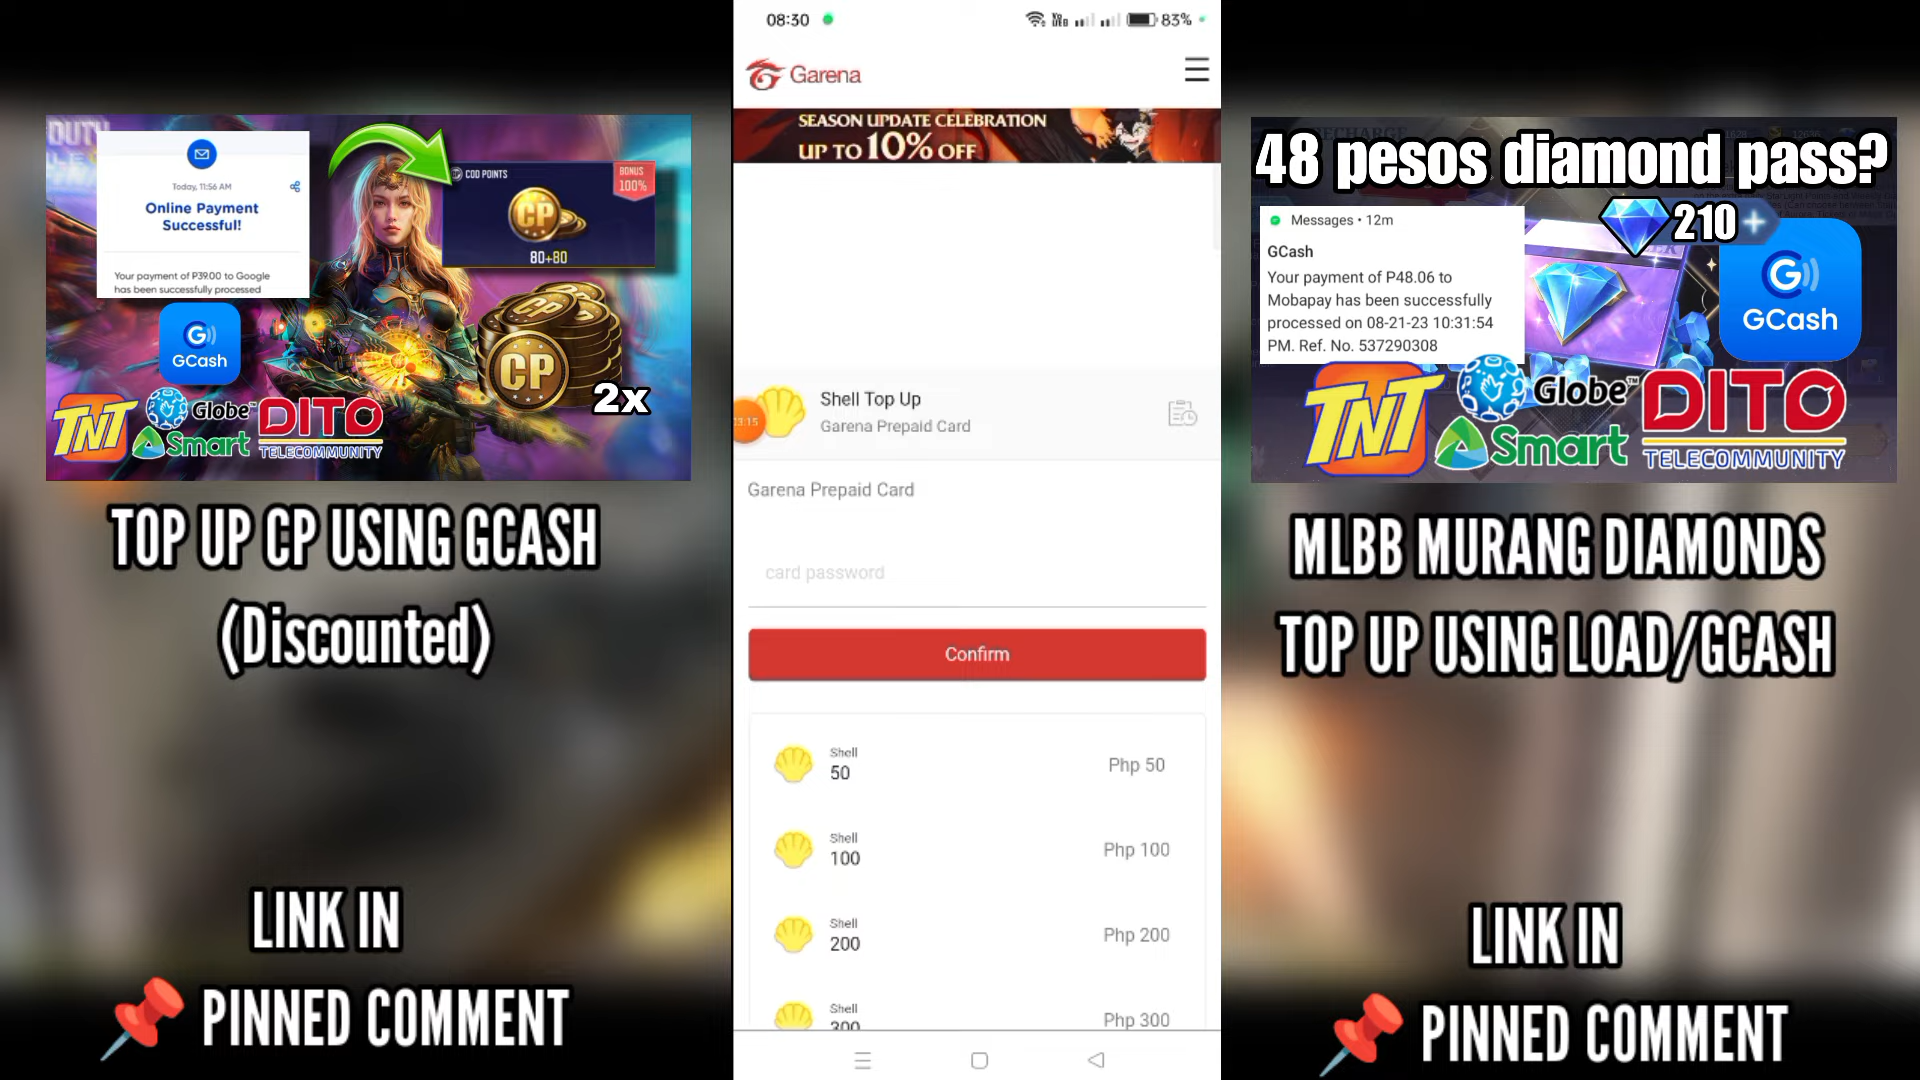 DUTY
Today, 11:56 AM
Online Payment
Successful!
Your payment of P39.00 to Google
has been successfully processed
COD POINTS
BONUS
100%
CP
80+80
CP
G
GCash
2x
TNT
Globe
Smart
DITO
TELECOMMUNITY
TOP UP CP USING GCASH
(Discounted)
LINK IN
PINNED COMMENT
08:30
83%
Garena
SEASON UPDATE CELEBRATION
UP TO 10% OFF
Shell Top Up
Garena Prepaid Card
Garena Prepaid Card
card password
Confirm
Shell
50
Php 50
Shell
100
Php 100
Shell
200
Php 200
Shell
300
Php 300
48 pesos diamond pass?
Messages • 12m
210
GCash
Your payment of P48.06 to
Mobapay has been successfully
processed on 08-21-23 10:31:54
PM. Ref. No. 537290308
G
GCash
TNT
Globe™
Smart
DITO
TELECOMMUNITY
MLBB MURANG DIAMONDS
TOP UP USING LOAD/GCASH
LINK IN
PINNED COMMENT